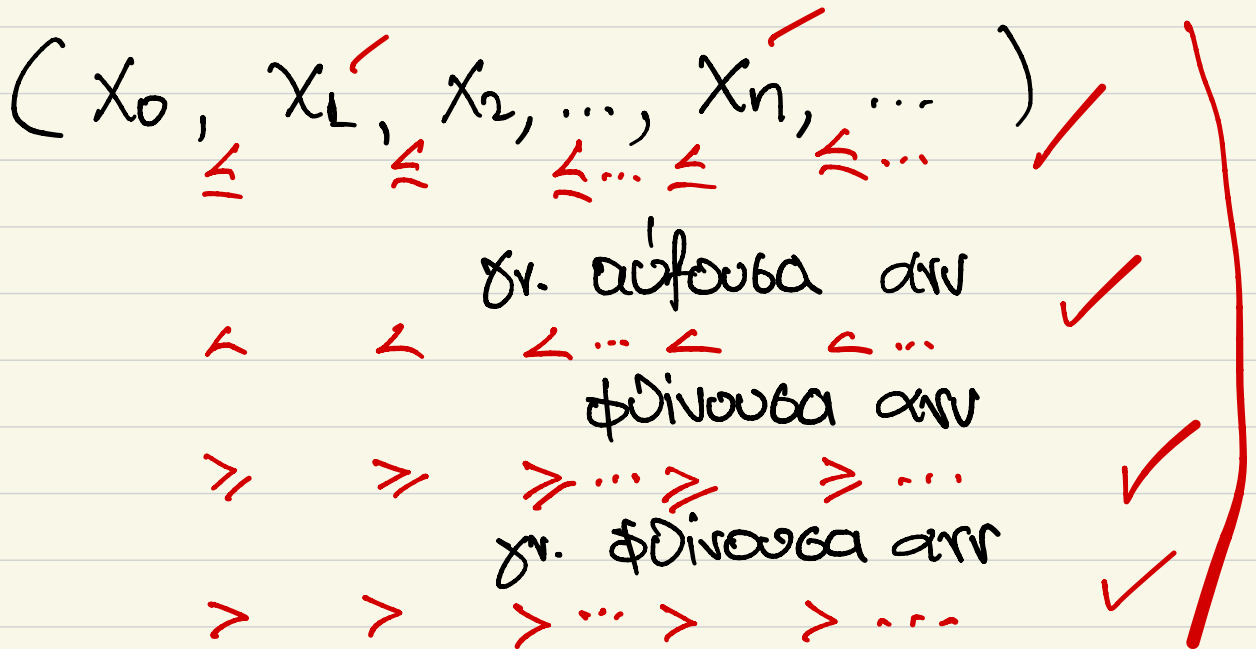 (x₀, x₁, x₂, ..., xₙ, ...)
≤ ≤ ≤ ... ≤ ≤ ...
γν. αύξουσα ανν
< < < ... < < ...
φθίνουσα ανν
≥ ≥ ≥ ... ≥ ≥ ...
γν. φθίνουσα ανν
> > > ... > > ...